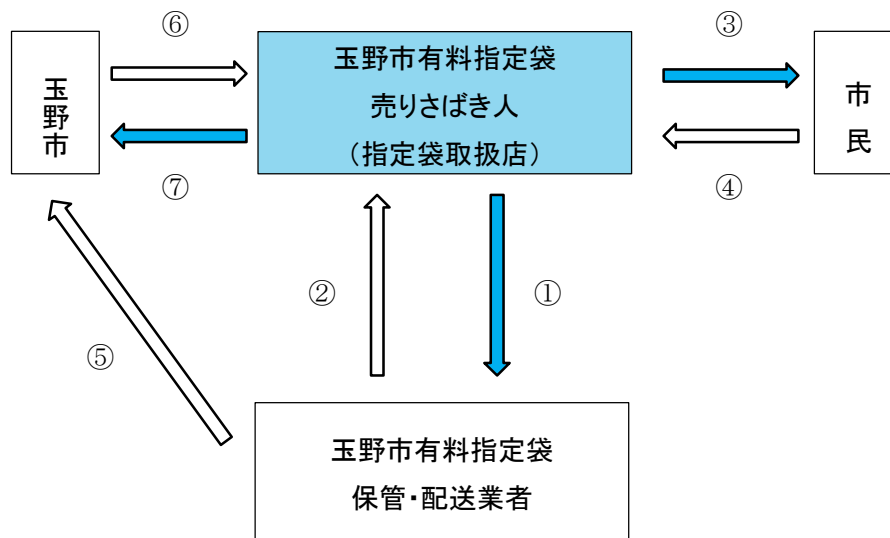 ⑥
③
玉野市
玉野市有料指定袋
売りさばき人
（指定袋取扱店）
市民
⑦
④
②
①
⑤
玉野市有料指定袋
保管・配送業者